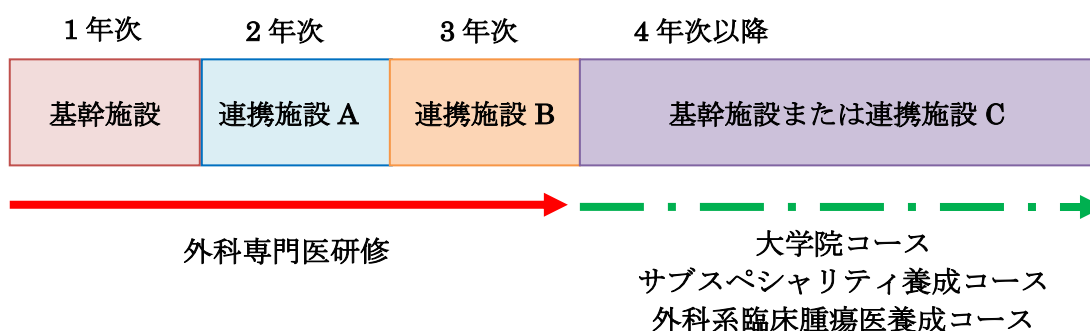 1年次 2年次 3年次 4年次以降
基幹施設 連携施設 A 連携施設 B 基幹施設または連携施設 C
外科専門医研修
大学院コース
サブスペシャリティ養成コース
外科系臨床腫瘍医養成コース